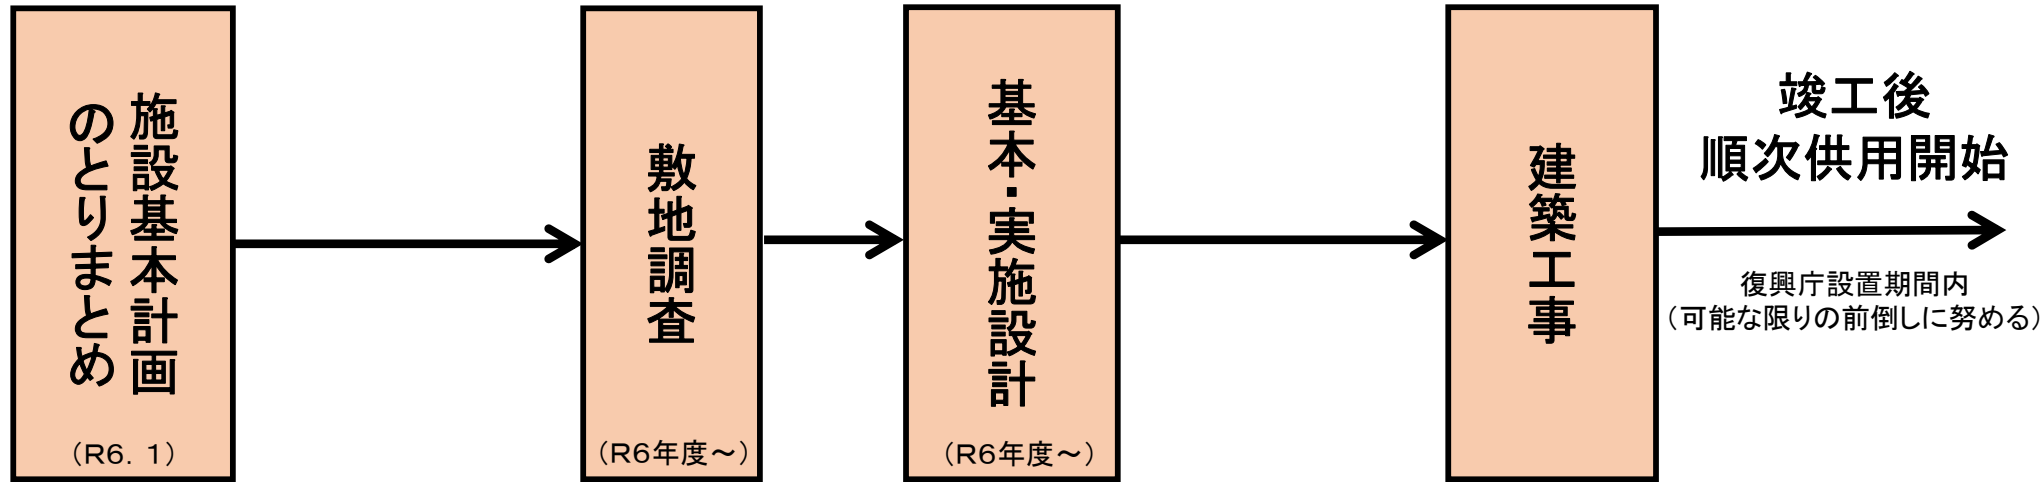 施設基本計画
のとりまとめ
（R6．1）
敷地調査
（R6年度～）
基本・実施設計
（R6年度～）
建築工事
竣工後
順次供用開始
復興庁設置期間内
（可能な限りの前倒しに努める）